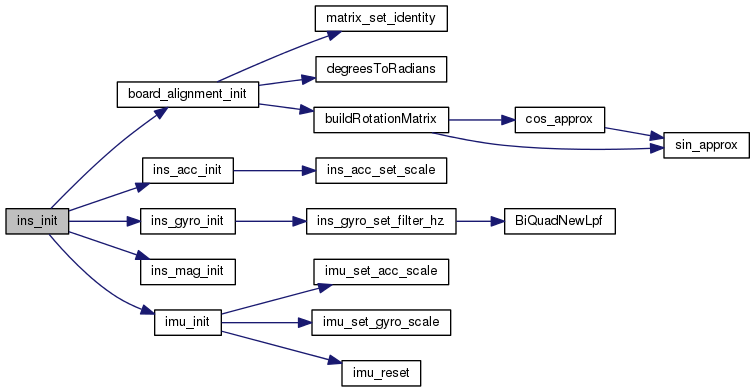 matrix_set_identity
degreesToRadians
board_alignment_init
buildRotationMatrix
cos_approx
sin_approx
ins_acc_init
ins_acc_set_scale
ins_init
ins_gyro_init
ins_gyro_set_filter_hz
BiQuadNewLpf
ins_mag_init
imu_set_acc_scale
imu_init
imu_set_gyro_scale
imu_reset